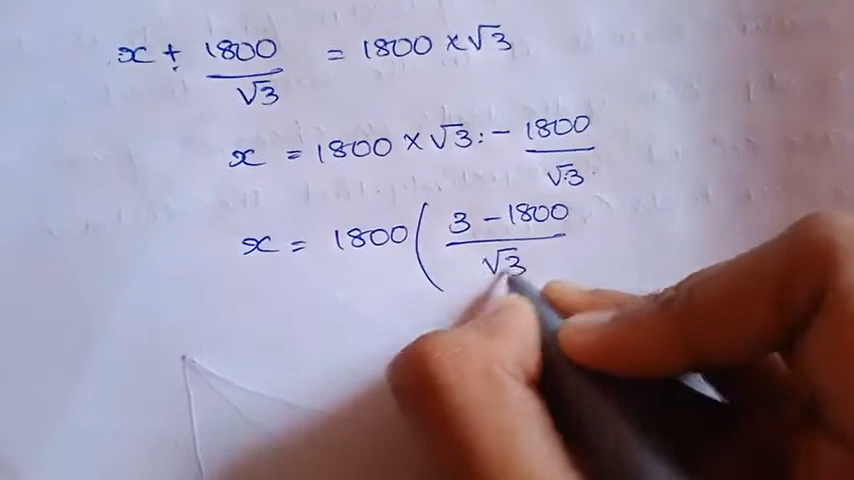 x + 1800/√3 = 1800 × √3
x = 1800 × √3 - 1800/√3
x = 1800 ( 3 - 1800/√3